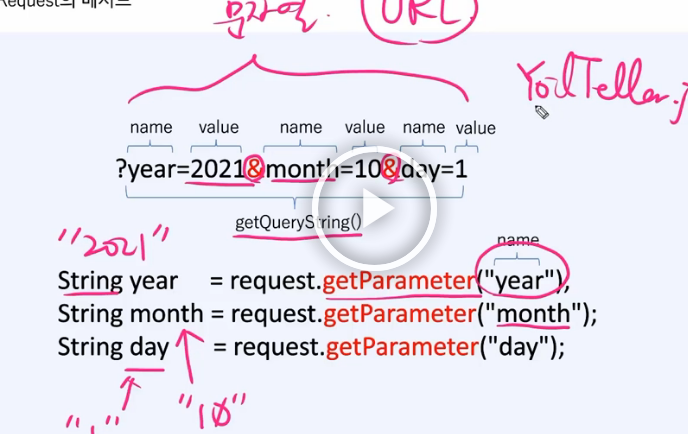 Request의 메서드
문자열. URL
YoilTeller.j
name value name value name value
?year=2021&month=10&day=1
getQueryString()
"2021"
name
String year = request.getParameter("year");
String month = request.getParameter("month");
String day = request.getParameter("day");
"1" "10"